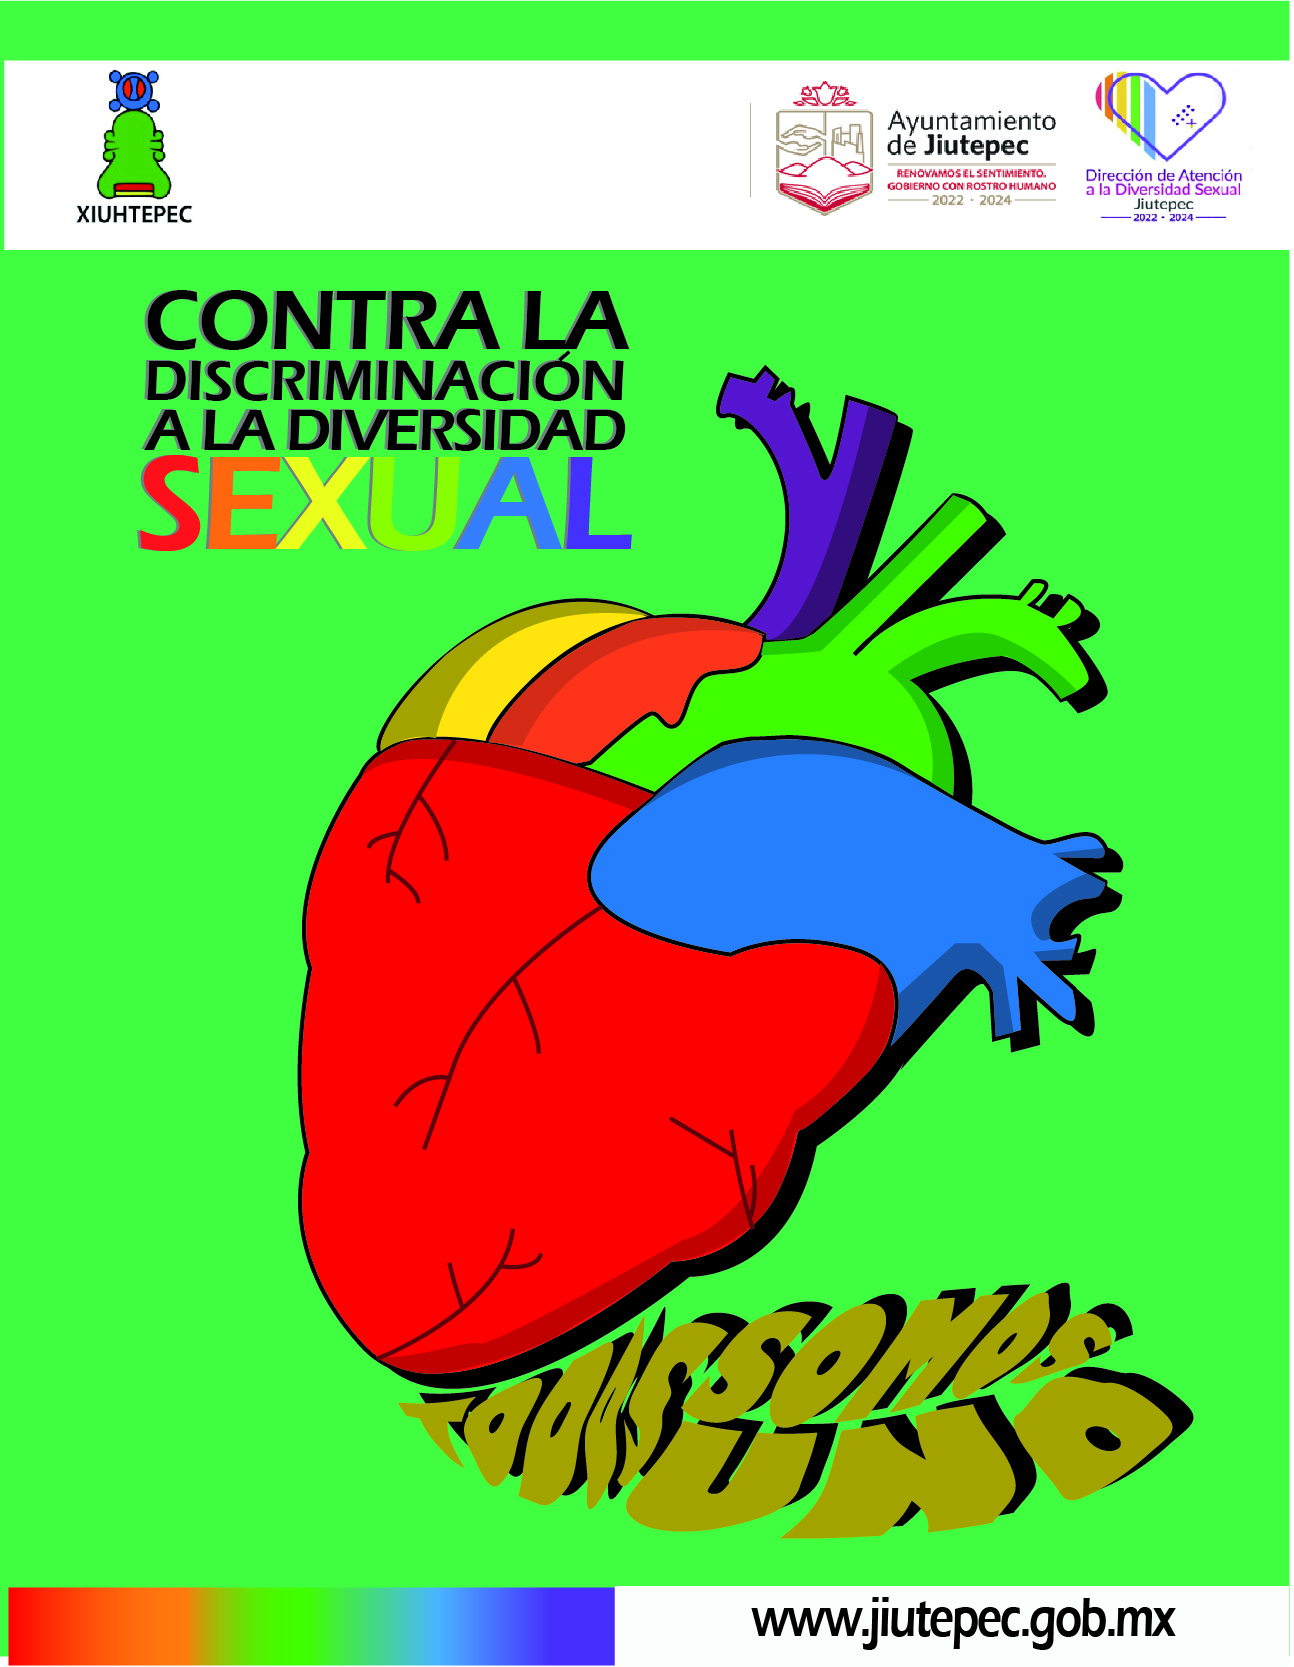 XIUHTEPEC
Ayuntamiento
de Jiutepec
RENOVAMOS EL SENTIMIENTO.
GOBIERNO CON ROSTRO HUMANO
2022 - 2024
Dirección de Atención
a la Diversidad Sexual
Jiutepec
2022 - 2024
CONTRA LA
DISCRIMINACIÓN
A LA DIVERSIDAD
SEXUAL
SOMOS
UNO
www.jiutepec.gob.mx